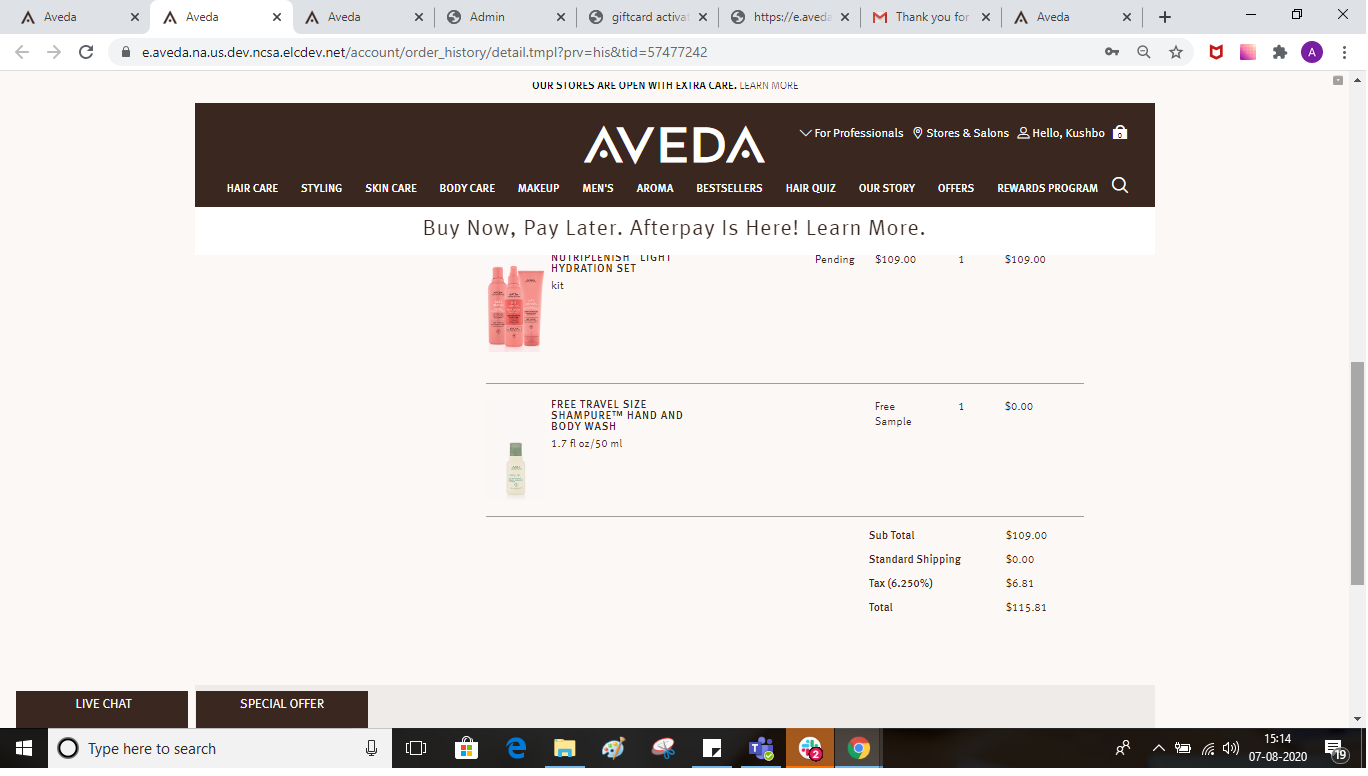 Aveda
Aveda
Aveda
Admin
giftcard activat
https://e.aveda
Thank you for
Aveda
e.aveda.na.us.dev.ncsa.elcdev.net/account/order_history/detail.tmpl?prv=his&tid=57477242
A
OUR STORES ARE OPEN WITH EXTRA CARE. LEARN MORE
AVEDA
For Professionals
Stores & Salons
Hello, Kushbo
0
HAIR CARE
STYLING
SKIN CARE
BODY CARE
MAKEUP
MEN'S
AROMA
BESTSELLERS
HAIR QUIZ
OUR STORY
OFFERS
REWARDS PROGRAM
Buy Now, Pay Later. Afterpay Is Here! Learn More.
NUTRIPLENISH™ LIGHT
HYDRATION SET
kit
Pending
$109.00
1
$109.00
FREE TRAVEL SIZE
SHAMPURE™ HAND AND
BODY WASH
1.7 fl oz/50 ml
Free
Sample
1
$0.00
Sub Total
$109.00
Standard Shipping
$0.00
Tax (6.250%)
$6.81
Total
$115.81
LIVE CHAT
SPECIAL OFFER
Type here to search
2
15:14
07-08-2020
19